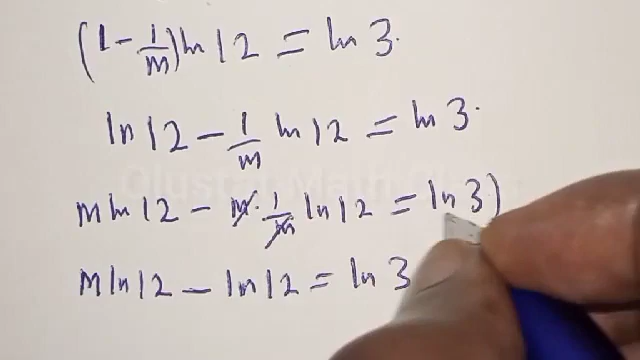 (1 - 1/m) ln 12 = ln 3.
ln 12 - 1/m ln 12 = ln 3.
m ln 12 - m · 1/m ln 12 = ln 3)
m ln 12 - ln 12 = ln 3